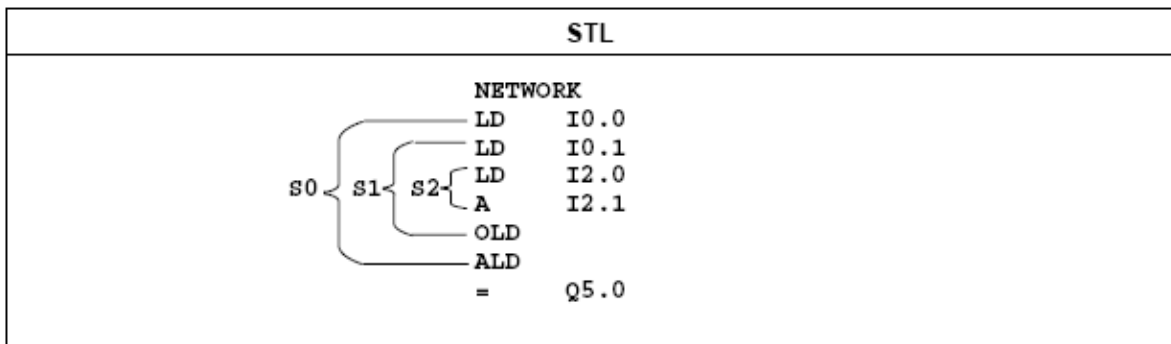 STL
NETWORK
LD I0.0
LD I0.1
LD I2.0
A I2.1
OLD
ALD
= Q5.0
S0 S1 S2